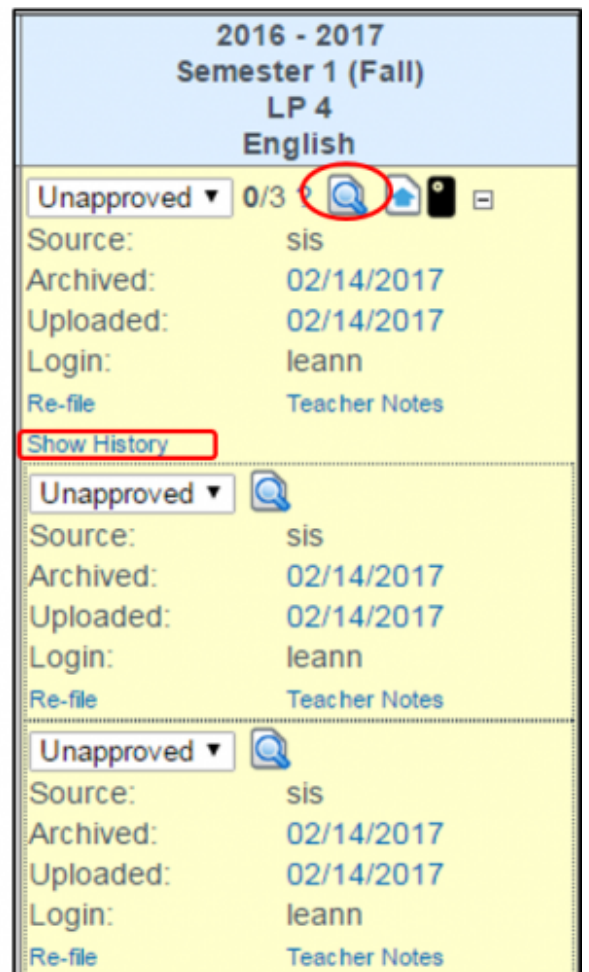 2016 - 2017
Semester 1 (Fall)
LP 4
English
Unapproved 0/3 ?
Source: sis
Archived: 02/14/2017
Uploaded: 02/14/2017
Login: leann
Re-file Teacher Notes
Show History
Unapproved
Source: sis
Archived: 02/14/2017
Uploaded: 02/14/2017
Login: leann
Re-file Teacher Notes
Unapproved
Source: sis
Archived: 02/14/2017
Uploaded: 02/14/2017
Login: leann
Re-file Teacher Notes